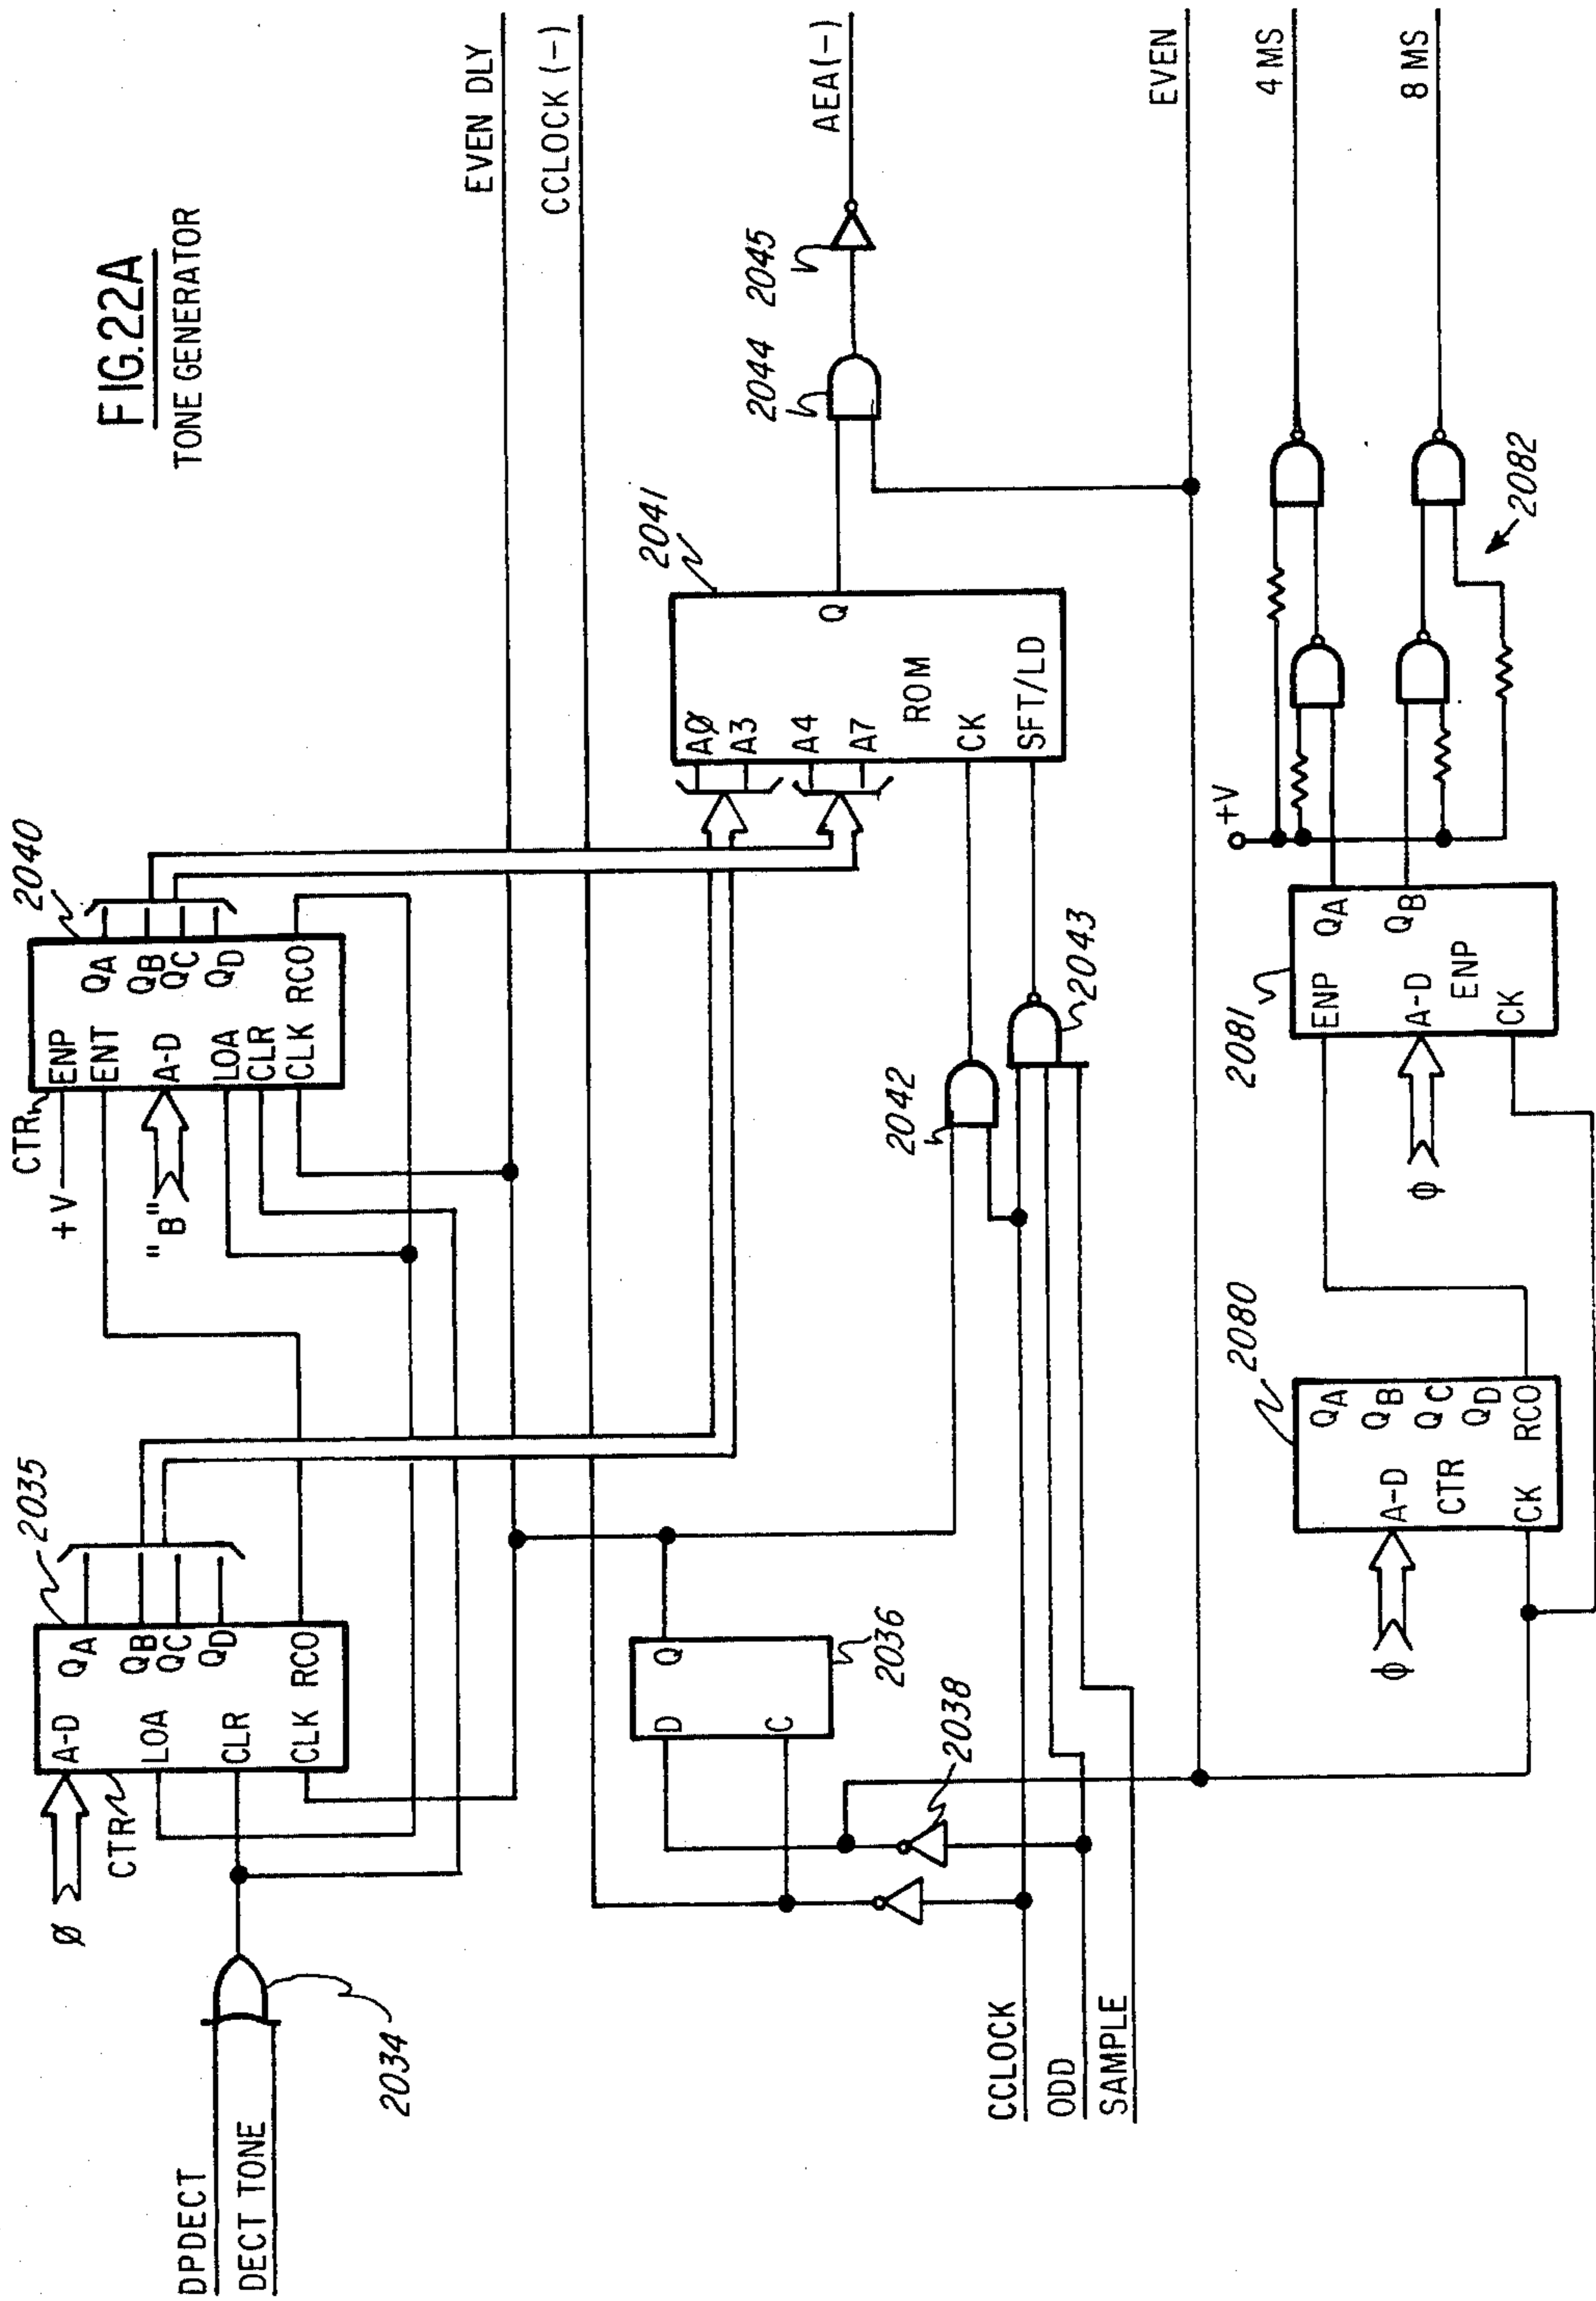 FIG.22A
TONE GENERATOR
DPDECT
DECT TONE
2034
Ø
CTR
2035
A-D
LOA
CLR
CLK
QA
QB
QC
QD
RCO
CTR
+V
"B"
2040
ENP
ENT
A-D
LOA
CLR
CLK
QA
QB
QC
QD
RCO
EVEN DLY
CCLOCK (-)
D
C
Q
2036
2038
CCLOCK
ODD
SAMPLE
2042
2043
2041
AØ
A3
A4
A7
ROM
CK
SFT/LD
Q
2044
2045
AEA(-)
EVEN
ϕ
2080
A-D
CTR
CK
QA
QB
QC
QD
RCO
ϕ
2081
ENP
A-D
ENP
CK
QA
QB
+V
2082
4 MS
8 MS